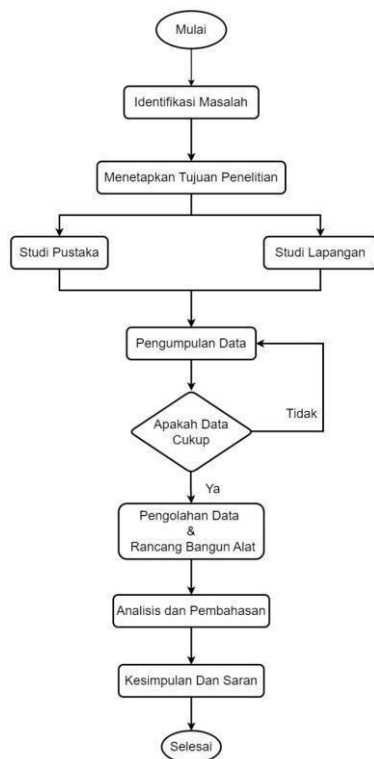 Mulai
Identifikasi Masalah
Menetapkan Tujuan Penelitian
Studi Pustaka
Studi Lapangan
Pengumpulan Data
Apakah Data
Cukup
Tidak
Ya
Pengolahan Data
&
Rancang Bangun Alat
Analisis dan Pembahasan
Kesimpulan Dan Saran
Selesai